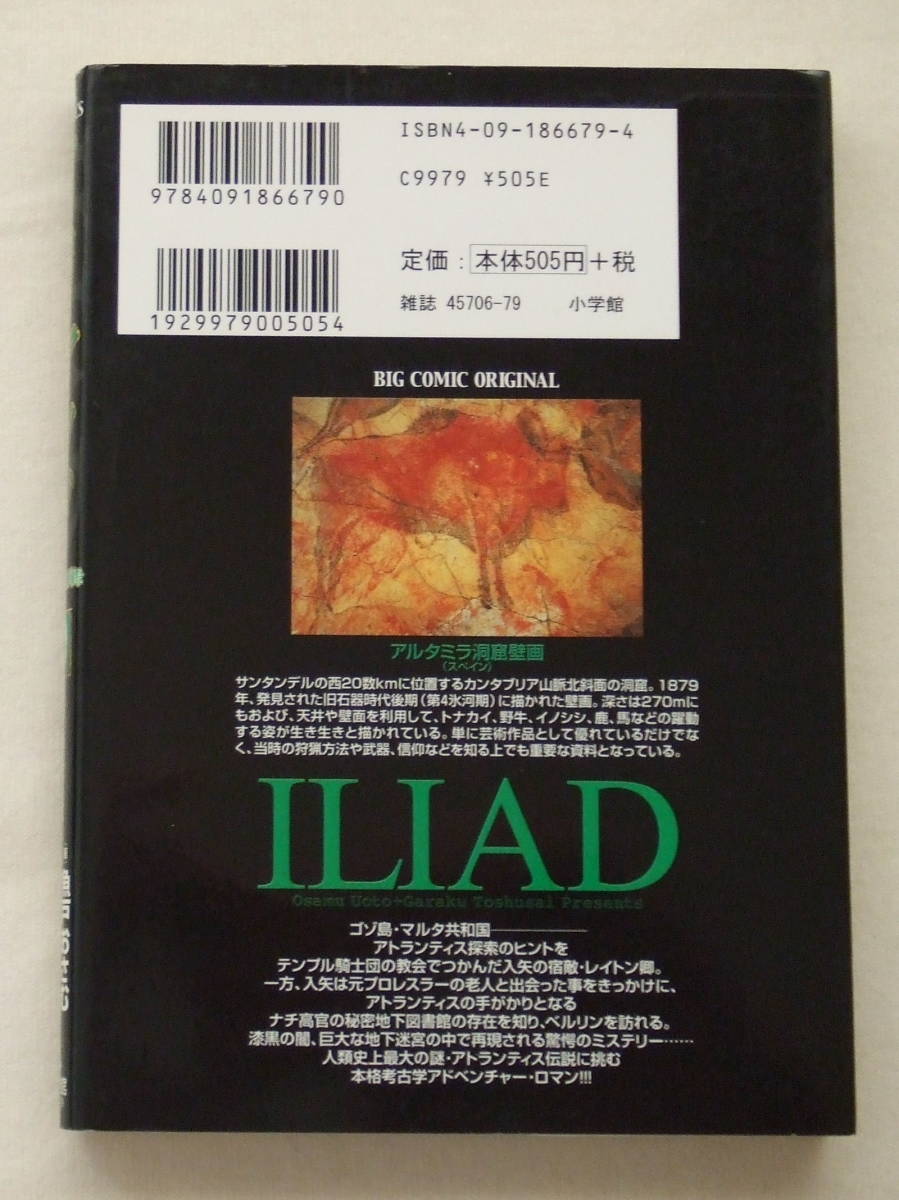 ISBN4-09-186679-4
9784091866790
C9979 ¥505E
定価：本体505円+税
1929979005054
雑誌 45706-79 小学館
BIG COMIC ORIGINAL
アルタミラ洞窟壁画
(スペイン)
サンタンデルの西20数kmに位置するカンタブリア山脈北斜面の洞窟。1879
年、発見された旧石器時代後期（第4氷河期）に描かれた壁画。深さは270mに
もおよび、天井や壁面を利用して、トナカイ、野牛、イノシシ、鹿、馬などの躍動
する姿が生き生きと描かれている。単に芸術作品として優れているだけでな
く、当時の狩猟方法や武器、信仰などを知る上でも重要な資料となっている。
ILIAD
Osamu Uoto+Garaku Toshusai Presents
ゴゾ島・マルタ共和国―――――
アトランティス探索のヒントを
テンプル騎士団の教会でつかんだ入矢の宿敵・レイトン卿。
一方、入矢は元プロレスラーの老人と出会った事をきっかけに、
アトランティスの手がかりとなる
ナチ高官の秘密地下図書館の存在を知り、ベルリンを訪れる。
漆黒の闇、巨大な地下迷宮の中で再現される驚愕のミステリー……
人類史上最大の謎・アトランティス伝説に挑む
本格考古学アドベンチャー・ロマン!!!